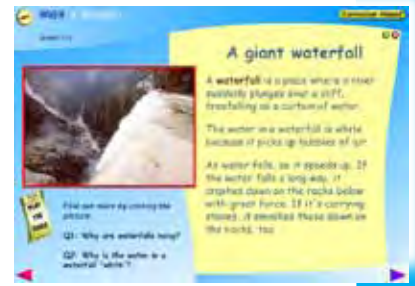 A giant waterfall
A waterfall is a place where a river
suddenly plunges over a cliff,
freefalling as a curtain of water.
The water in a waterfall is white
because it picks up bubbles of air.
As water falls, so it speeds up. If
the water falls a long way, it
crashes down on the rocks below
with great force. If it's carrying
stones, it smashes these down on
the rocks, too.
Find out more by
the
picture.
Q1: Why are waterfalls noisy?
Q2: Why is the water in a
waterfall 'white'?